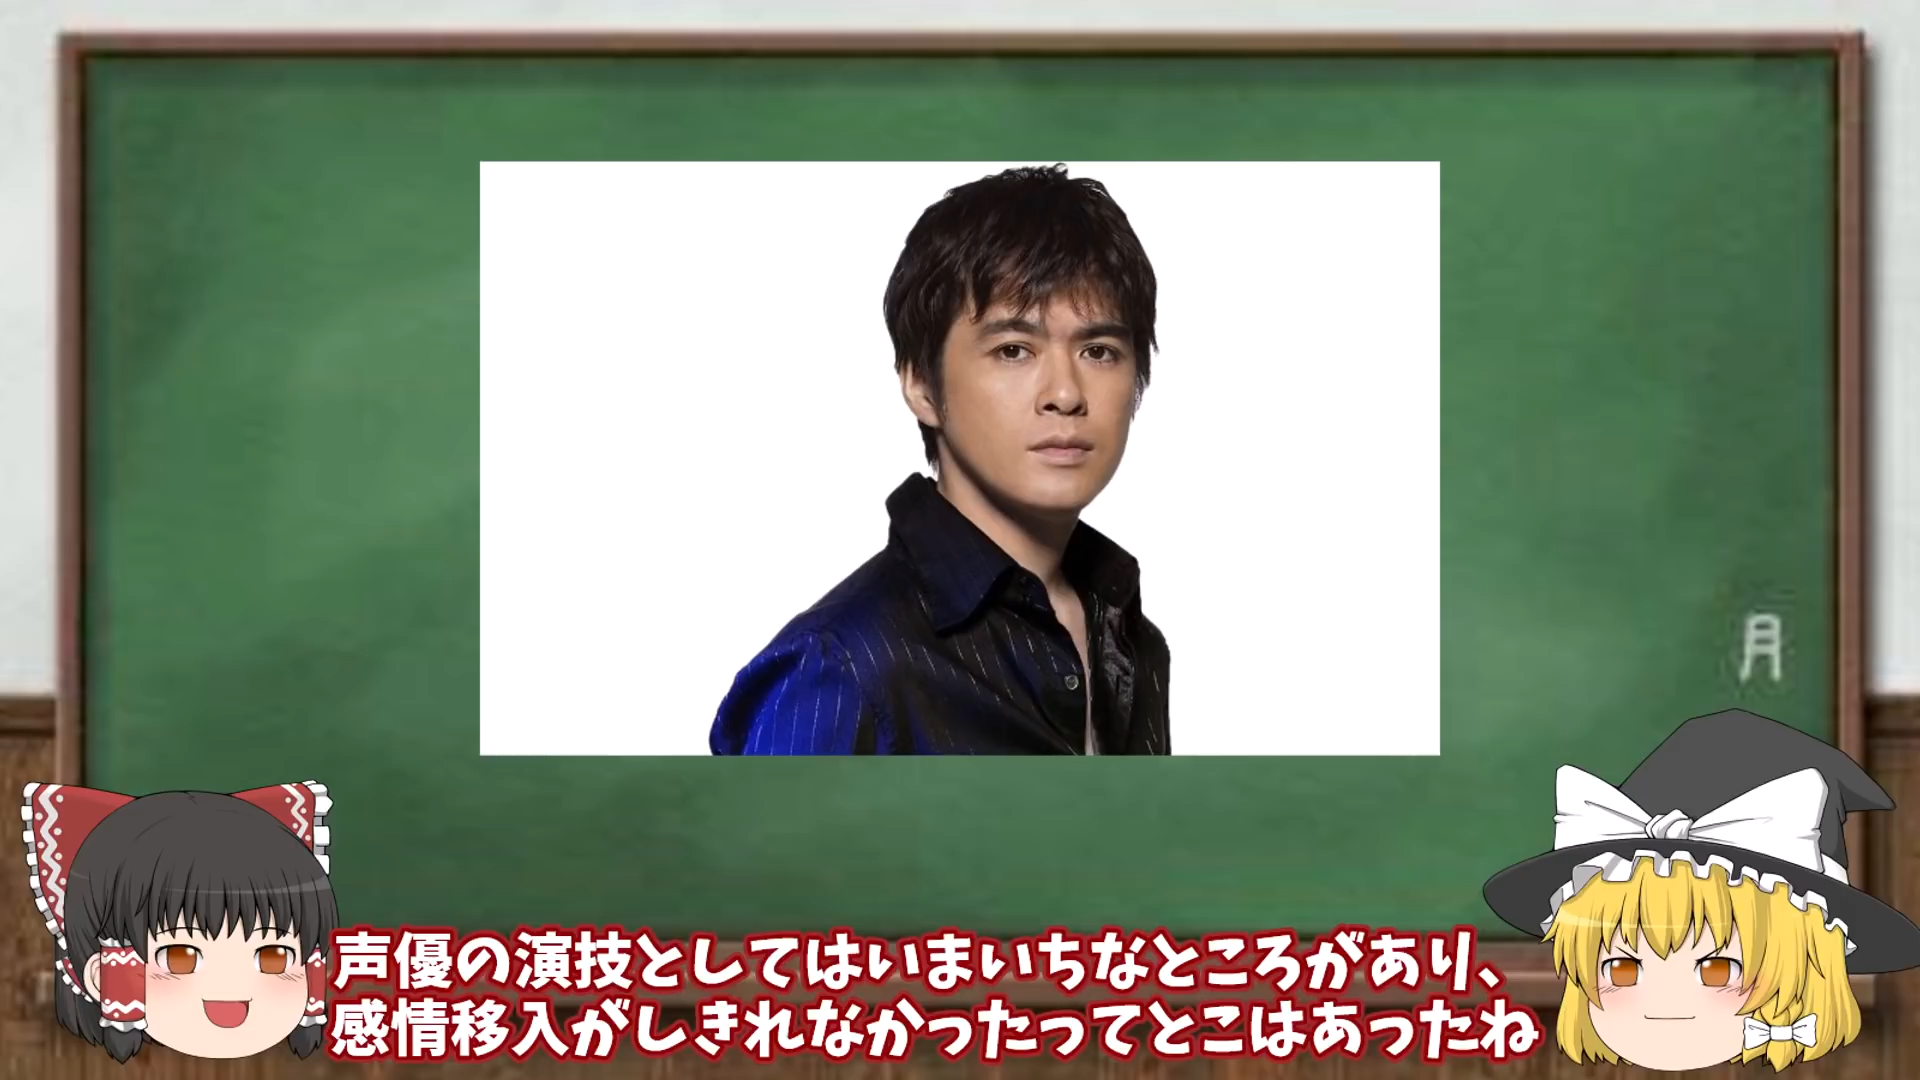 月
声優の演技としてはいまいちなところがあり、
感情移入がしきれなかったってとこはあったね